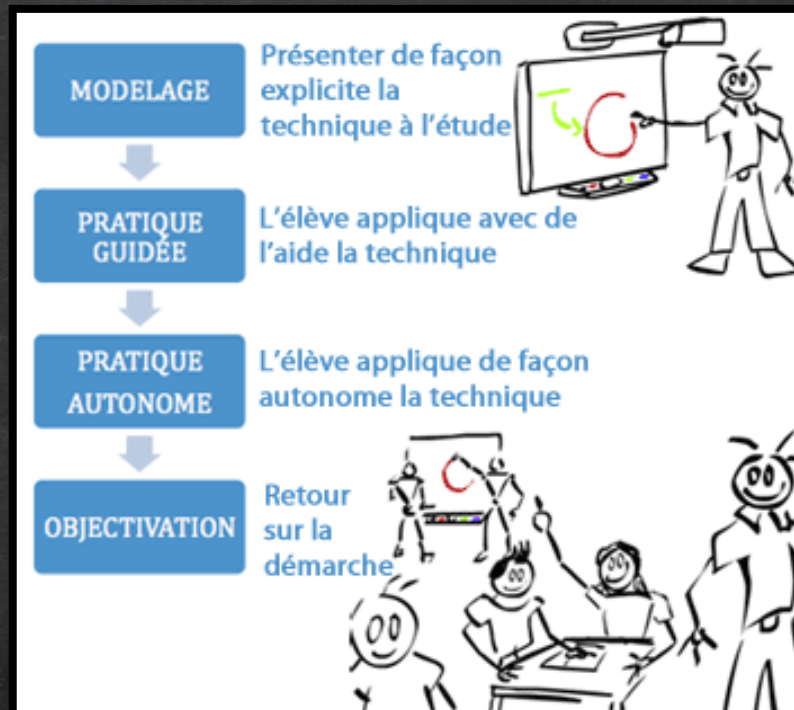 MODELAGE
Présenter de façon
explicite la
technique à l'étude
PRATIQUE
GUIDÉE
L'élève applique avec de
l'aide la technique
PRATIQUE
AUTONOME
L'élève applique de façon
autonome la technique
OBJECTIVATION
Retour
sur la
démarche